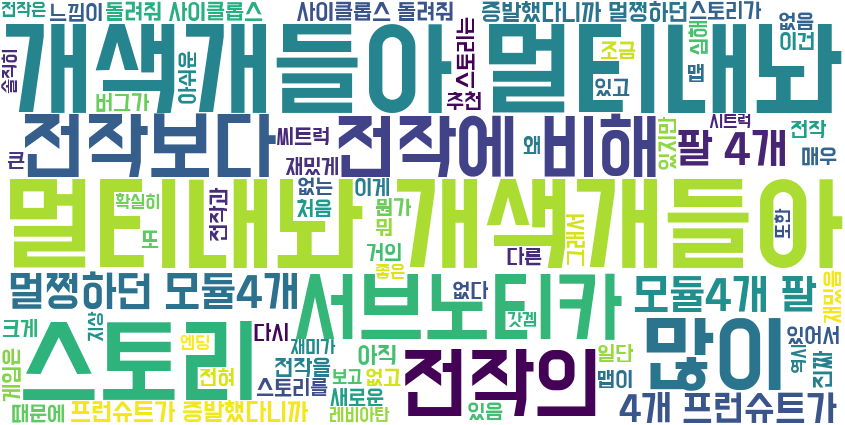 전작은 느낌이 돌려줘 사이클롭스 사이클롭스 돌려줘 증발했다니까 멀쩡하던 스토리가
솔직히 개색개들아 멀티내놔 스토리는 조금 심해 없음 이건
버그가 아쉬운 추천 있고 맵
전작보다 씨트럭 전작에 비해 왜 있지만 시트럭 팔 4개 전작 매우
큰 재밌게
멀티내놔 개색개들아
확실히 전작과 없는 처음 이게 뭔가 뭐 그래서 또한
또 거의 다른
멀쩡하던 모듈4개 좋은 서브노티카 없다 모듈4개 팔 재밌음
크게 지상 스토리 다시 갓겜 많이 있어서
엔딩 재미가 아직 전작의 일단 역시 진짜
게임은 전혀 전작을 스토리를 보고 없고 맵이
때문에 프런슈트가 증발했다니까 새로운 레비아탄 있음 4개 프런슈트가